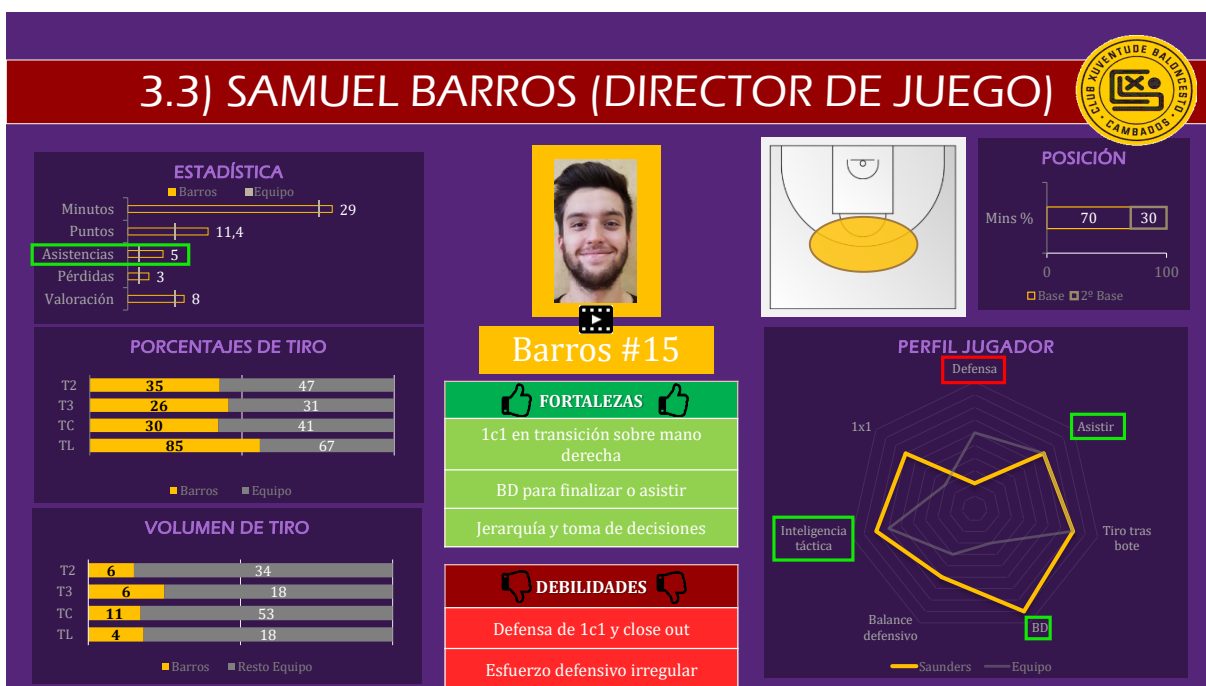 3.3) SAMUEL BARROS (DIRECTOR DE JUEGO)
CLUB XUVENTUDE BALONCESTO
· CAMBADOS ·
ESTADÍSTICA
Barros Equipo
Minutos 29
Puntos 11,4
Asistencias 5
Pérdidas 3
Valoración 8
PORCENTAJES DE TIRO
T2 35 47
T3 26 31
TC 30 41
TL 85 67
Barros Equipo
VOLUMEN DE TIRO
T2 6 34
T3 6 18
TC 11 53
TL 4 18
Barros Resto Equipo
Barros #15
FORTALEZAS
1c1 en transición sobre mano
derecha
BD para finalizar o asistir
Jerarquía y toma de decisiones
DEBILIDADES
Defensa de 1c1 y close out
Esfuerzo defensivo irregular
POSICIÓN
Mins % 70 30
0 100
Base 2º Base
PERFIL JUGADOR
Defensa
1x1
Asistir
Inteligencia
táctica
Tiro tras
bote
Balance
defensivo
BD
Saunders Equipo